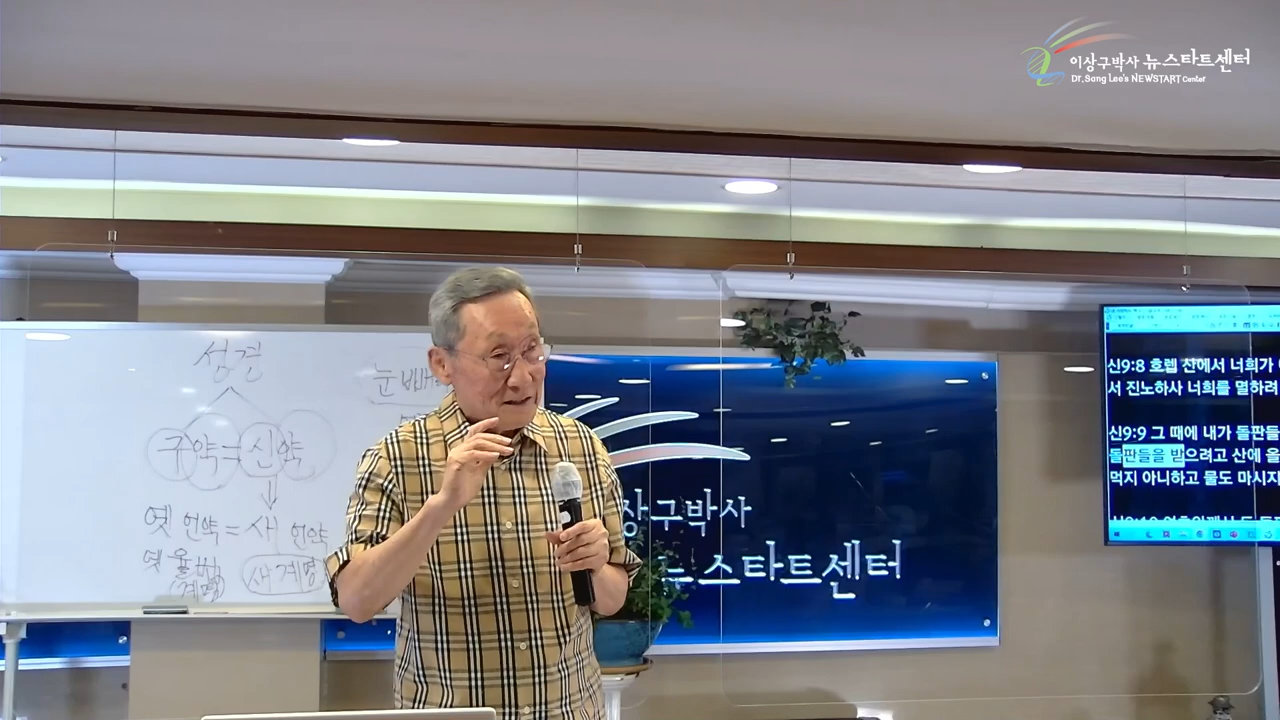 이상구박사 뉴스타트센터
Dr. Sang Lee's NEWSTART Center
성경
눈
구약=신약
옛 언약=새 언약
옛 율법 새계명
(계명)
상구박사
뉴스타트센터
신9:8 호렙 산에서 너희가
서 진노하사 너희를 멸하려
신9:9 그 때에 내가 돌판들
돌판들을 받으려고 산에 올
먹지 아니하고 물도 마시지